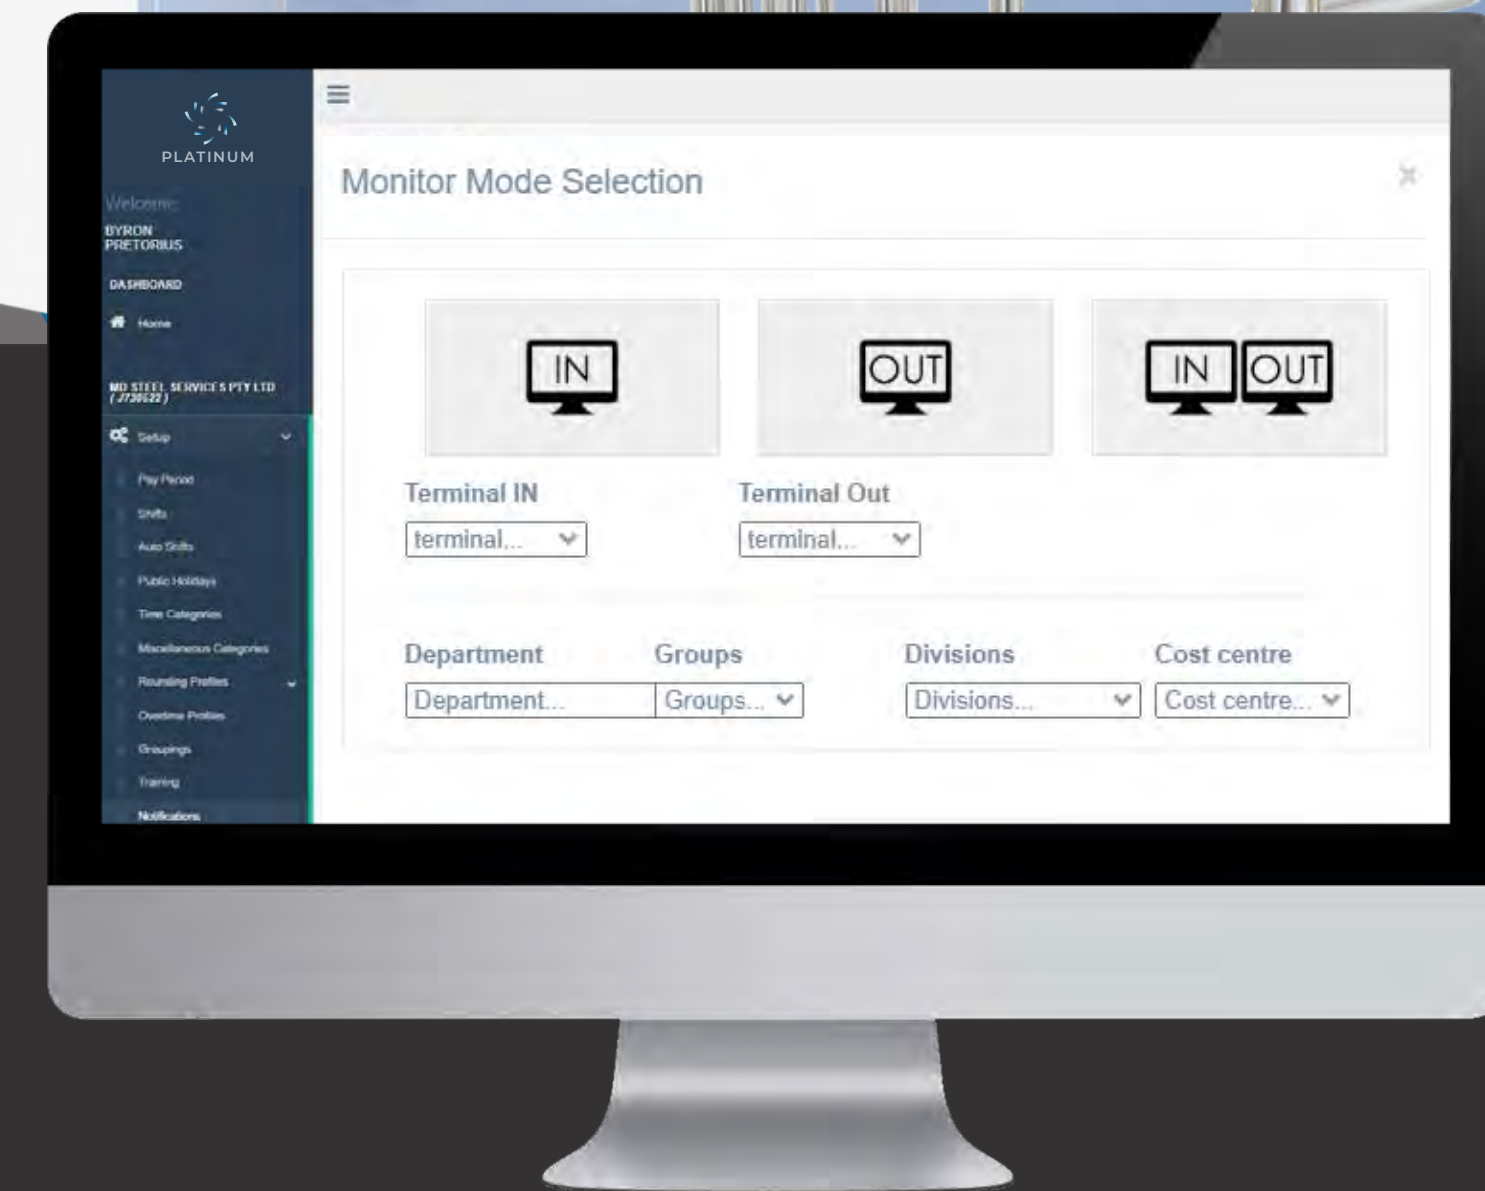 PLATINUM
Welcome
BYRON
PRETORIUS
DASHBOARD
Home
MD STEEL SERVICES PTY LTD
( J730522 )
Setup
Pay Period
Shifts
Auto Shifts
Public Holidays
Time Categories
Miscellaneous Categories
Rounding Profiles
Overtime Profiles
Groupings
Training
Notifications
Monitor Mode Selection
IN
OUT
IN OUT
Terminal IN
Terminal Out
terminal...
terminal...
Department
Groups
Divisions
Cost centre
Department...
Groups...
Divisions...
Cost centre...